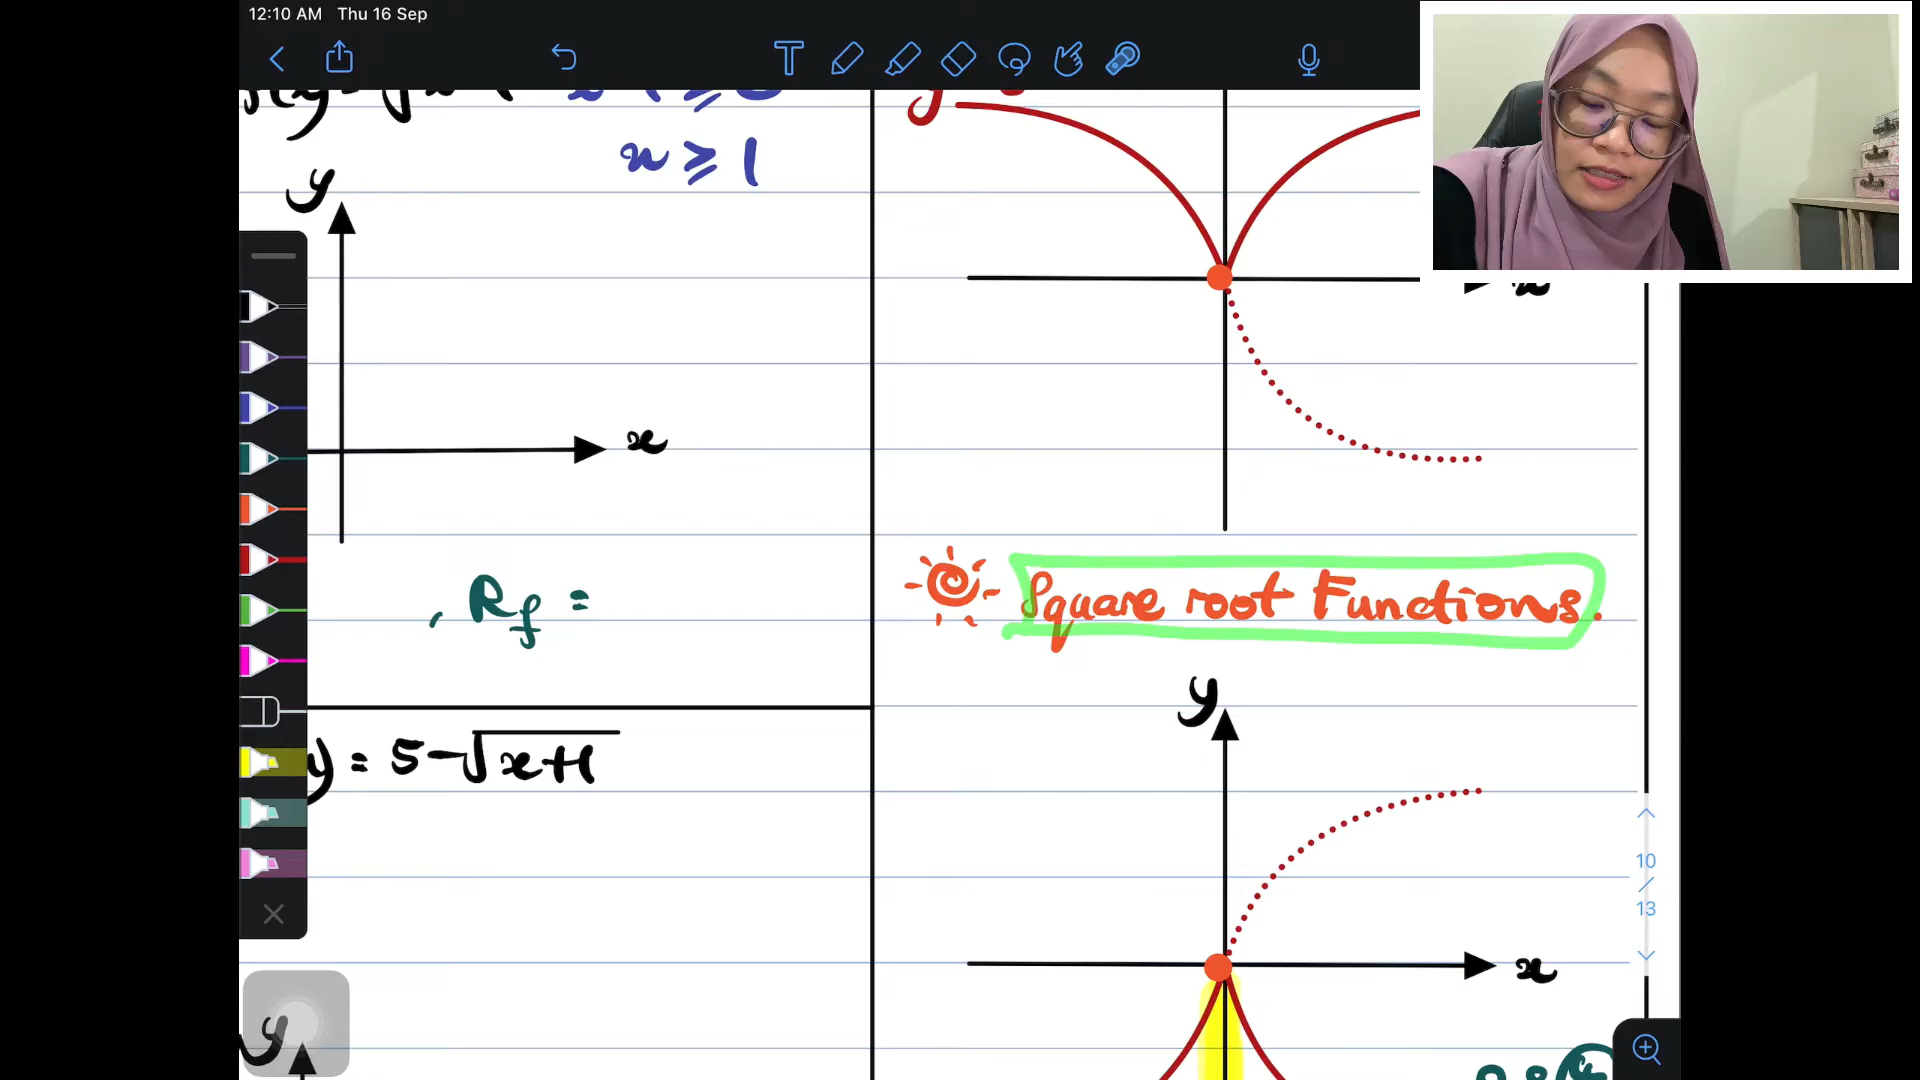 12:10 AM Thu 16 Sep
x ≥ 1
y
x
, Rf =
y = 5-√x+1
y
y
x
Square root Functions.
y
x
10
/
13